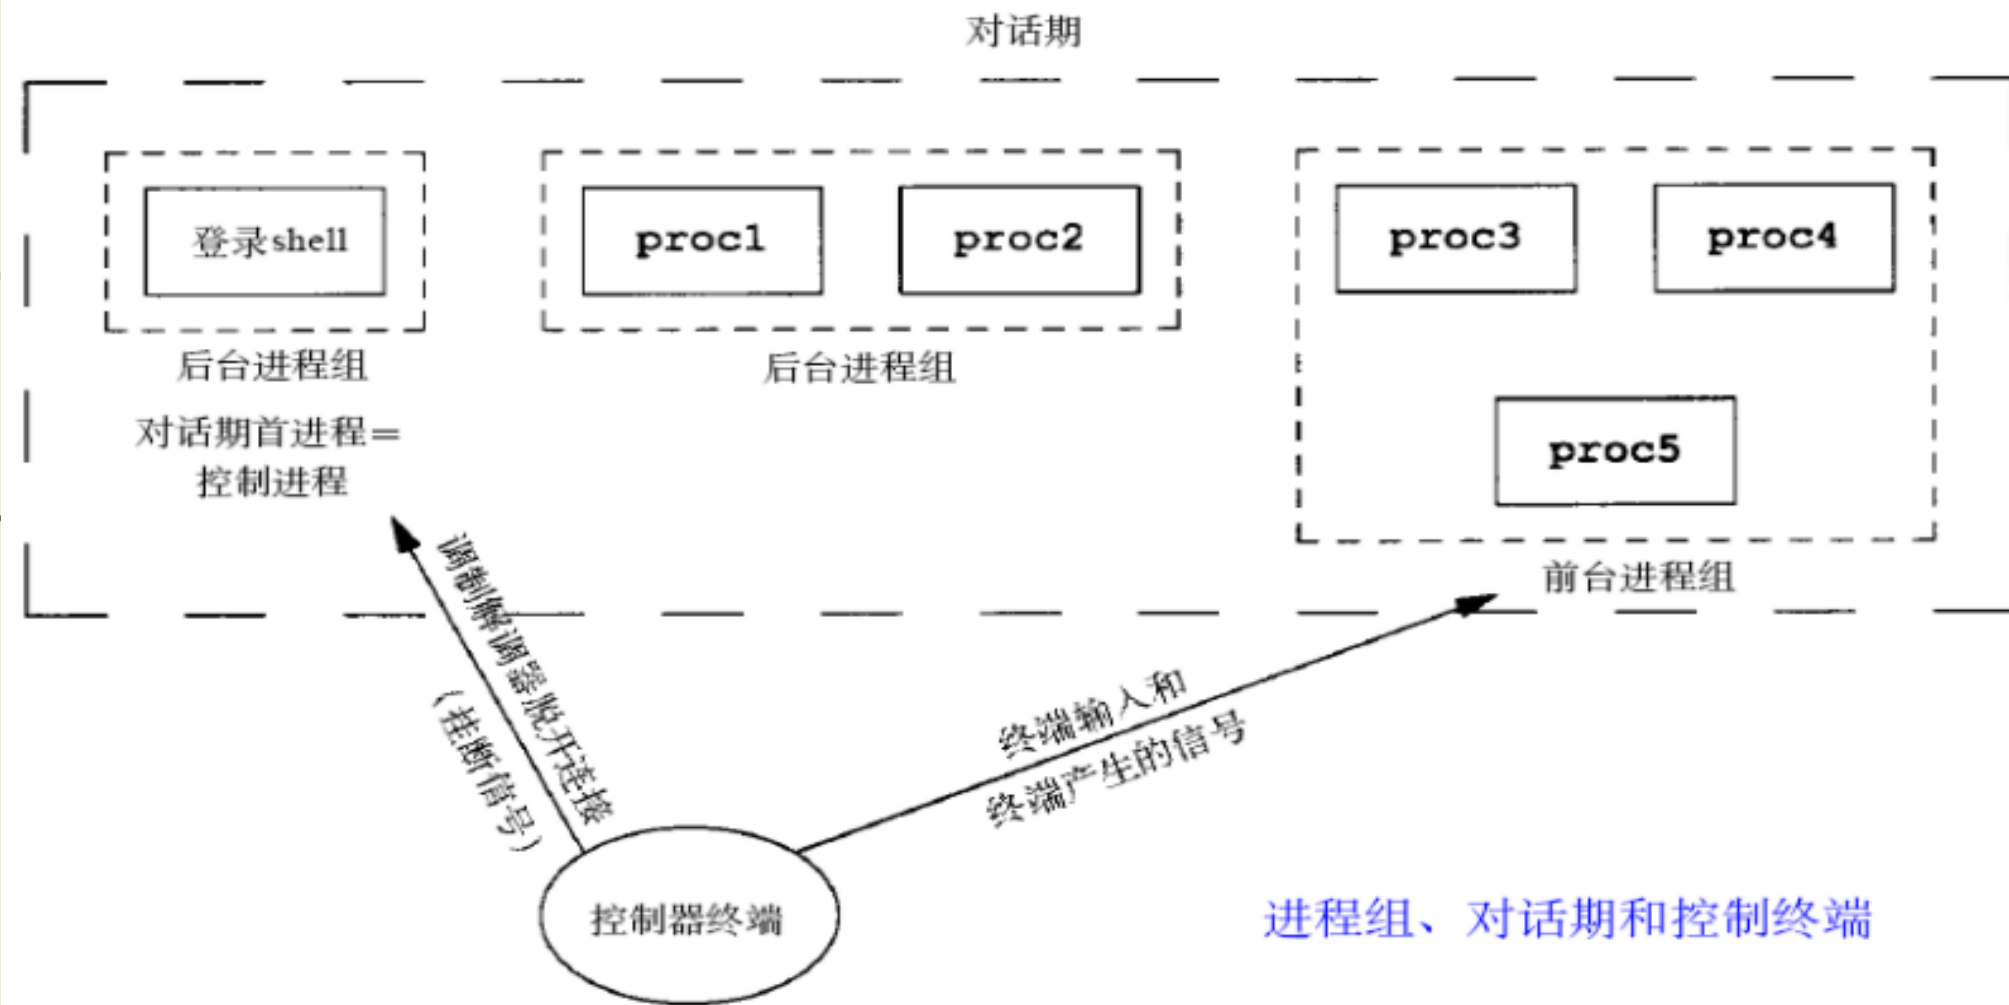 对话期
登录shell
proc1
proc2
proc3
proc4
后台进程组
后台进程组
对话期首进程=
控制进程
proc5
前台进程组
调制解调器脱开连接
（挂断信号）
终端输入和
终端产生的信号
控制器终端
进程组、对话期和控制终端